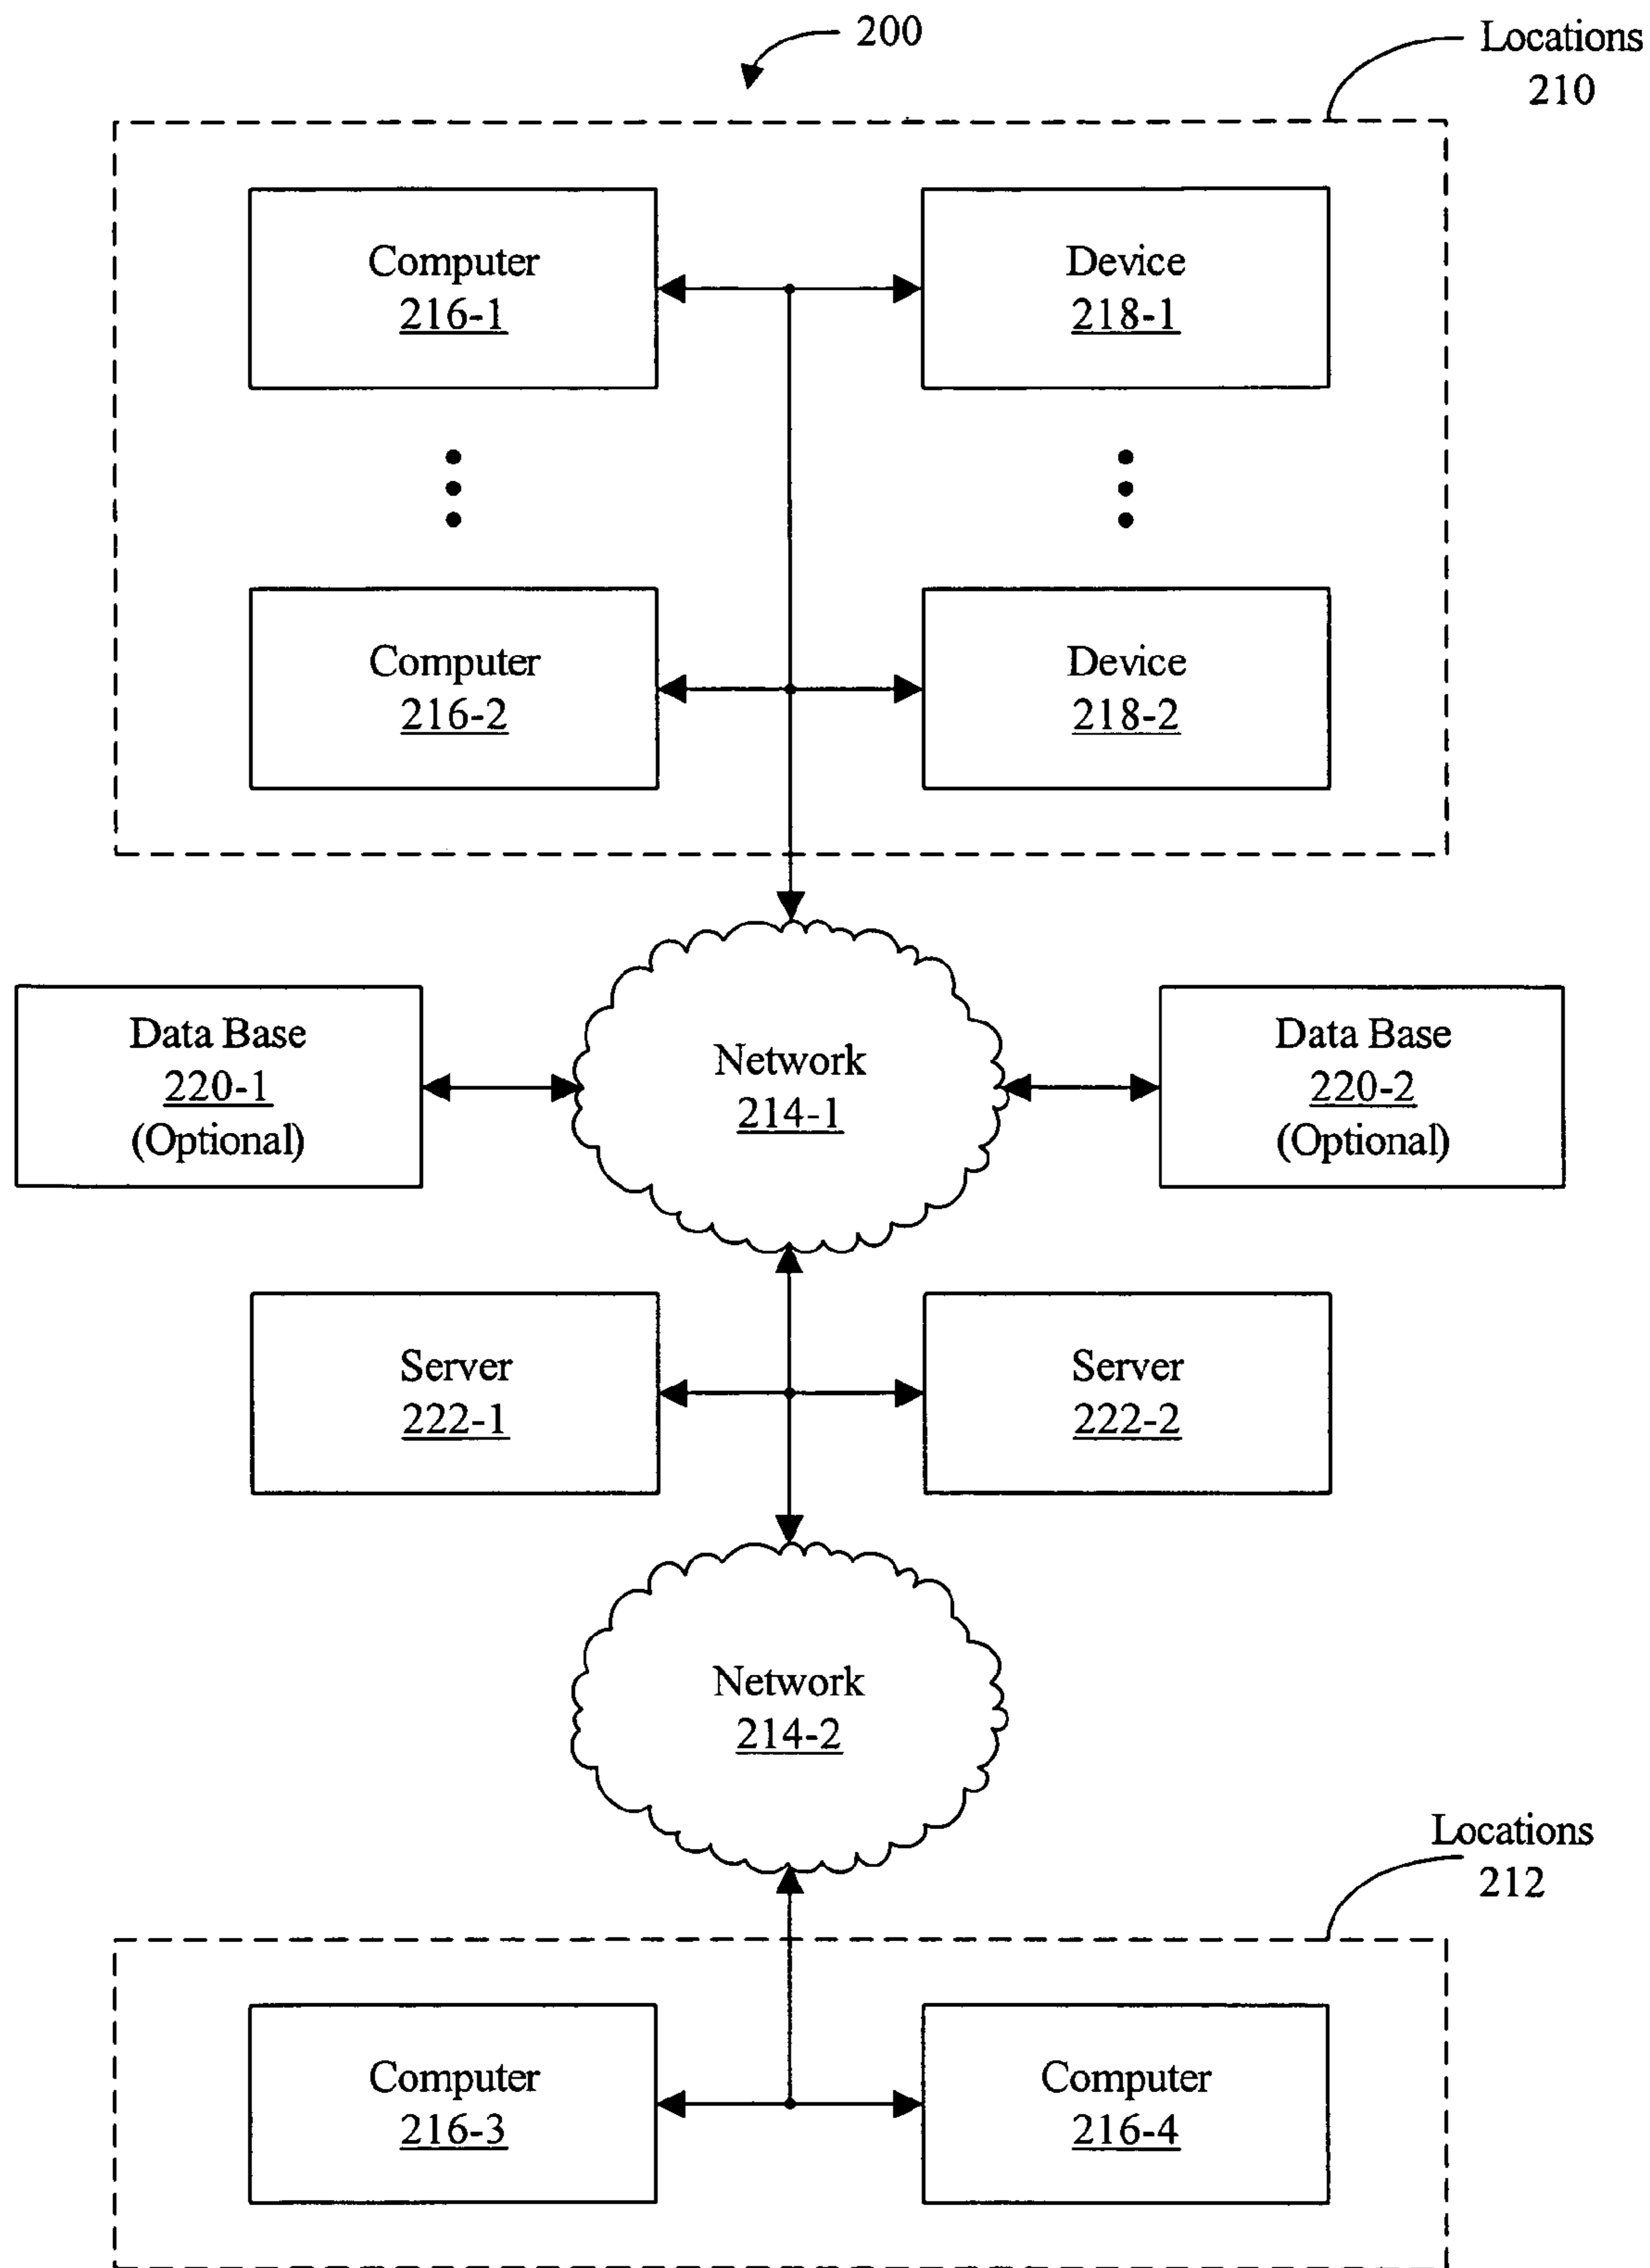 200
Locations
210
Computer
216-1
Device
218-1
Computer
216-2
Device
218-2
Data Base
220-1
(Optional)
Network
214-1
Data Base
220-2
(Optional)
Server
222-1
Server
222-2
Network
214-2
Locations
212
Computer
216-3
Computer
216-4